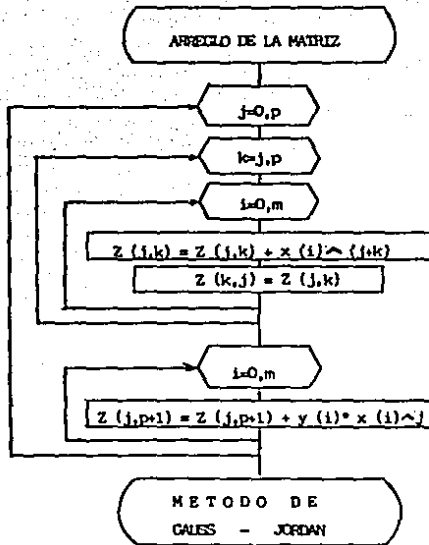 ARREGLO DE LA MATRIZ
j=0,p
k=j,p
i=0,m
Z (j,k) = Z (j,k) + x (i)^(j+k)
Z (k,j) = Z (j,k)
i=0,m
Z (j,p+1) = Z (j,p+1) + y (i)* x (i)^j
METODO DE
GAUSS - JORDAN